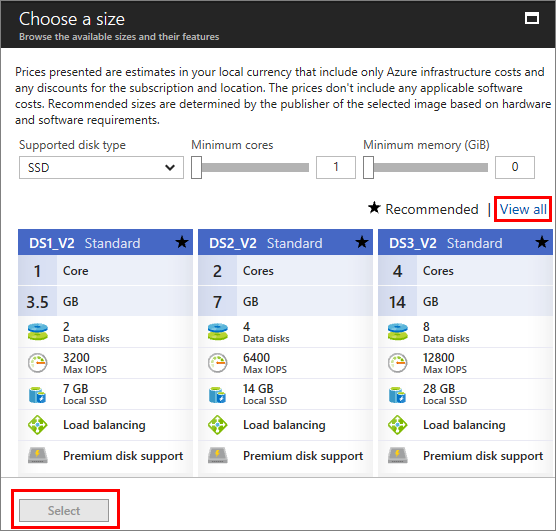 Choose a size
Browse the available sizes and their features
Prices presented are estimates in your local currency that include only Azure infrastructure costs and
any discounts for the subscription and location. The prices don't include any applicable software
costs. Recommended sizes are determined by the publisher of the selected image based on hardware
and software requirements.
Supported disk type Minimum cores Minimum memory (GiB)
SSD 1 0
★ Recommended | View all
DS1_V2 Standard ★ DS2_V2 Standard ★ DS3_V2 Standard ★
1 Core 2 Cores 4 Cores
3.5 GB 7 GB 14 GB
2 4 8
Data disks Data disks Data disks
3200 6400 12800
Max IOPS Max IOPS Max IOPS
7 GB 14 GB 28 GB
Local SSD Local SSD Local SSD
Load balancing Load balancing Load balancing
Premium disk support Premium disk support Premium disk support
Select